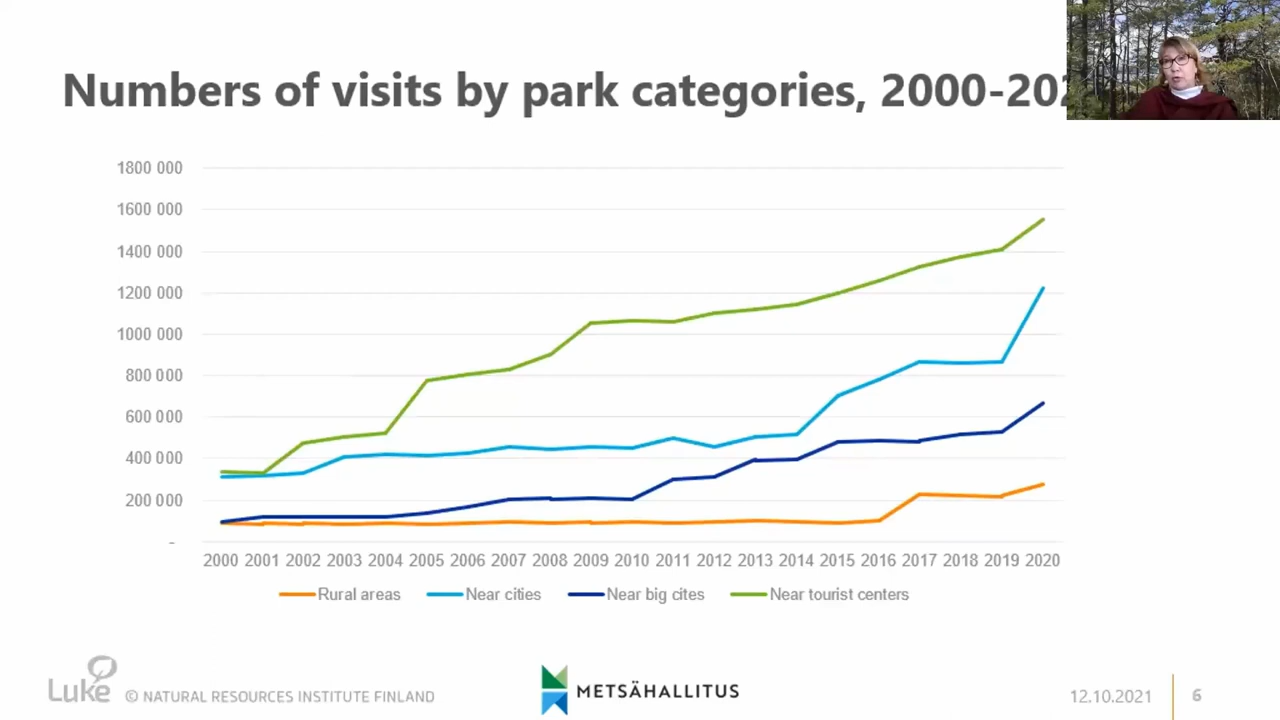 Numbers of visits by park categories, 2000-202
1800 000
1600 000
1400 000
1200 000
1000 000
800 000
600 000
400 000
200 000
-
2000 2001 2002 2003 2004 2005 2006 2007 2008 2009 2010 2011 2012 2013 2014 2015 2016 2017 2018 2019 2020
Rural areas Near cities Near big cites Near tourist centers
Luke © NATURAL RESOURCES INSTITUTE FINLAND METSÄHALLITUS 12.10.2021 6